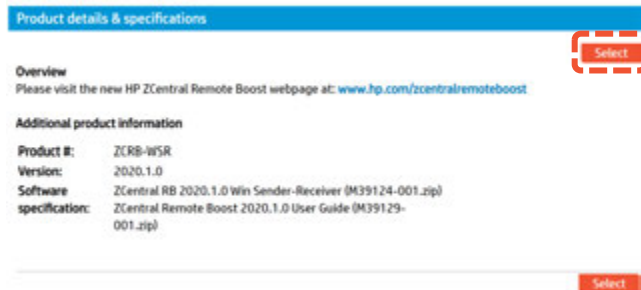 Product details & specifications
Select
Overview
Please visit the new HP ZCentral Remote Boost webpage at: www.hp.com/zcentralremoteboost
Additional product information
Product #: ZCRB-WSR
Version: 2020.1.0
Software ZCentral RB 2020.1.0 Win Sender-Receiver (M39124-001.zip)
specification: ZCentral Remote Boost 2020.1.0 User Guide (M39129-
001.zip)
Select